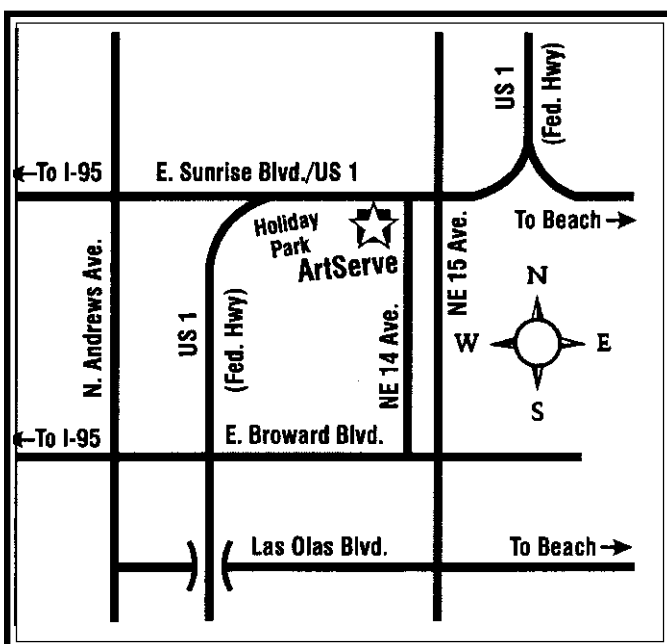 US 1
(Fed. Hwy)
←To I-95
E. Sunrise Blvd./US 1
To Beach→
Holiday
Park
ArtServe
N. Andrews Ave.
US 1
(Fed. Hwy)
NE 14 Ave.
NE 15 Ave.
N
W
E
S
←To I-95
E. Broward Blvd.
Las Olas Blvd.
To Beach→